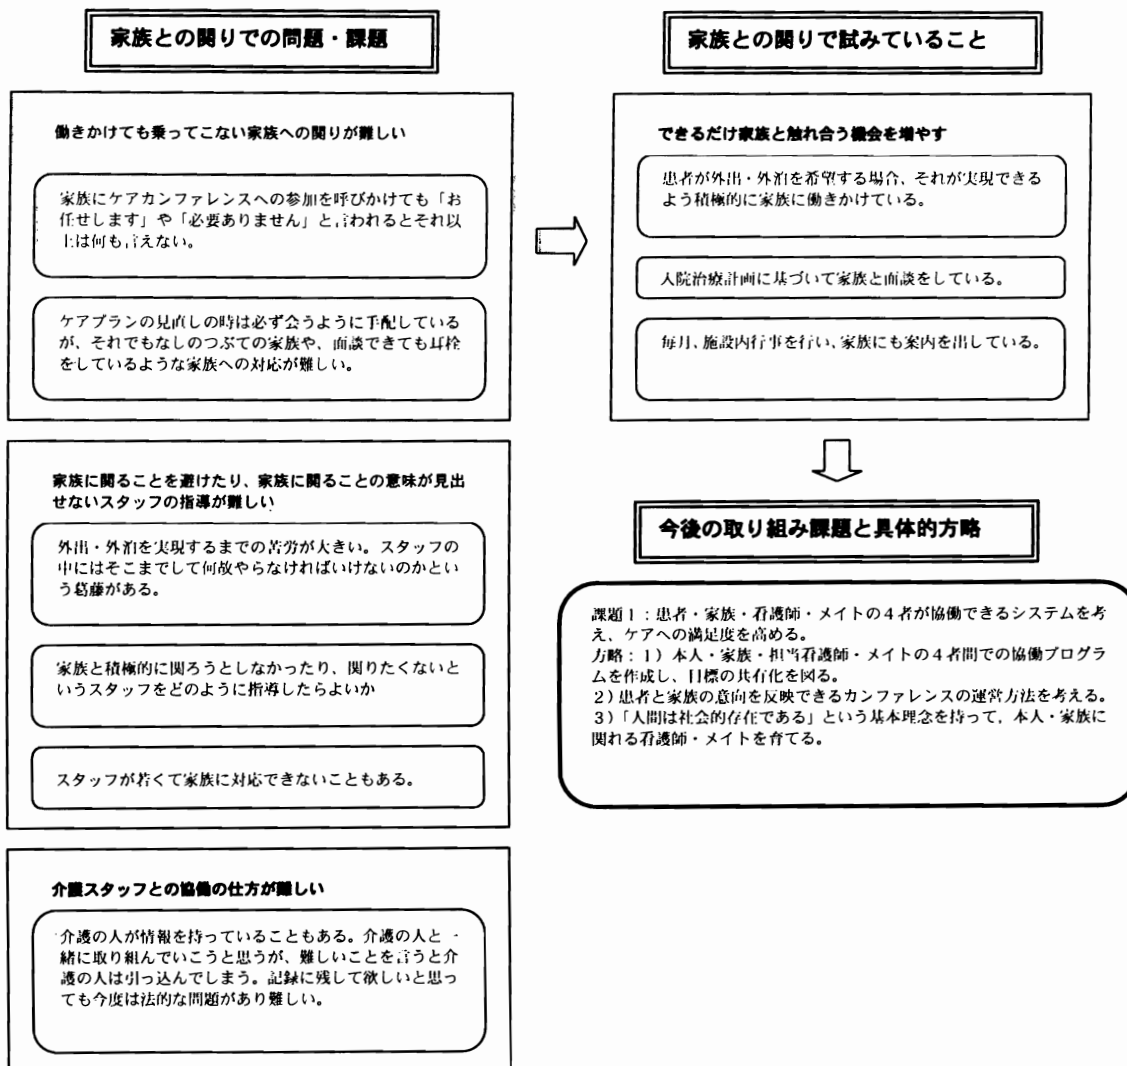 家族との関りでの問題・課題
働きかけても乗ってこない家族への関りが難しい
家族にケアカンファレンスへの参加を呼びかけても「お
任せします」や「必要ありません」と言われるとそれ以
上は何も言えない。
ケアプランの見直しの時は必ず会うように手配している
が、それでもなしのつぶての家族や、面談できても耳栓
をしているような家族への対応が難しい。
家族に関ることを避けたり、家族に関ることの意味が見出
せないスタッフの指導が難しい
外出・外泊を実現するまでの苦労が大きい。スタッフの
中にはそこまでして何故やらなければいけないのかとい
う葛藤がある。
家族と積極的に関ろうとしなかったり、関りたくないと
いうスタッフをどのように指導したらよいか
スタッフが若くて家族に対応できないこともある。
介護スタッフとの協働の仕方が難しい
介護の人が情報を持っていることもある。介護の人と一
緒に取り組んでいこうと思うが、難しいことを言うと介
護の人は引っ込んでしまう。記録に残して欲しいと思っ
ても今度は法的な問題があり難しい。
家族との関りで試みていること
できるだけ家族と触れ合う機会を増やす
患者が外出・外泊を希望する場合、それが実現できる
よう積極的に家族に働きかけている。
入院治療計画に基づいて家族と面談をしている。
毎月、施設内行事を行い、家族にも案内を出している。
今後の取り組み課題と具体的方略
課題1：患者・家族・看護師・メイトの4者が協働できるシステムを考
え、ケアへの満足度を高める。
方略：1）本人・家族・担当看護師・メイトの4者間での協働プログラ
ムを作成し、目標の共有化を図る。
2）患者と家族の意向を反映できるカンファレンスの運営方法を考える。
3）「人間は社会的存在である」という基本理念を持って，本人・家族に
関れる看護師・メイトを育てる。